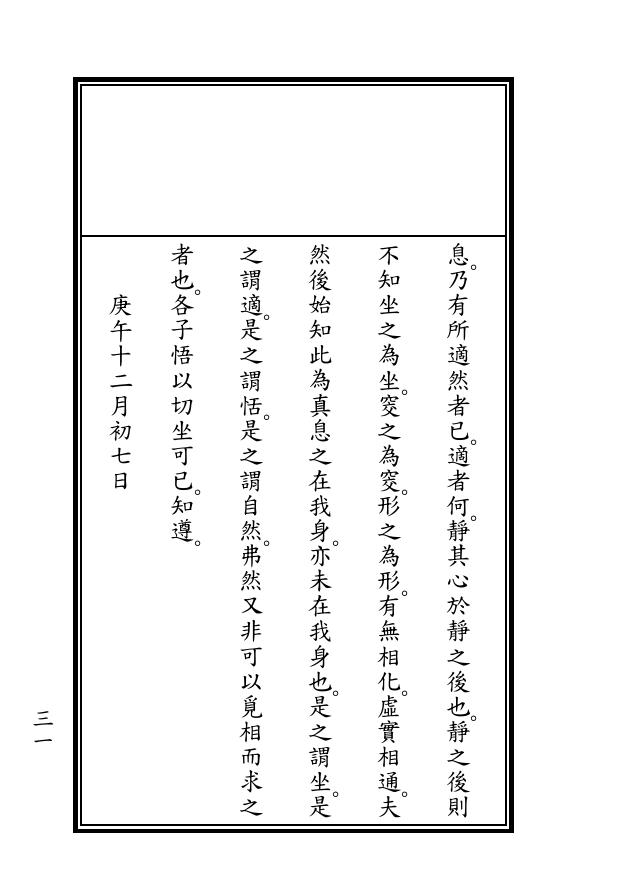 息。乃有所適然者已。適者何。靜其心於靜之後也。靜之後則
不知坐之為坐。窔之為窔。形之為形。有無相化。虛實相通。夫
然後始知此為真息之在我身。亦未在我身也。是之謂坐。是
之謂適。是之謂恬。是之謂自然。弗然又非可以覓相而求之
者也。各子悟以切坐可已。知遵。
庚午十二月初七日
三一